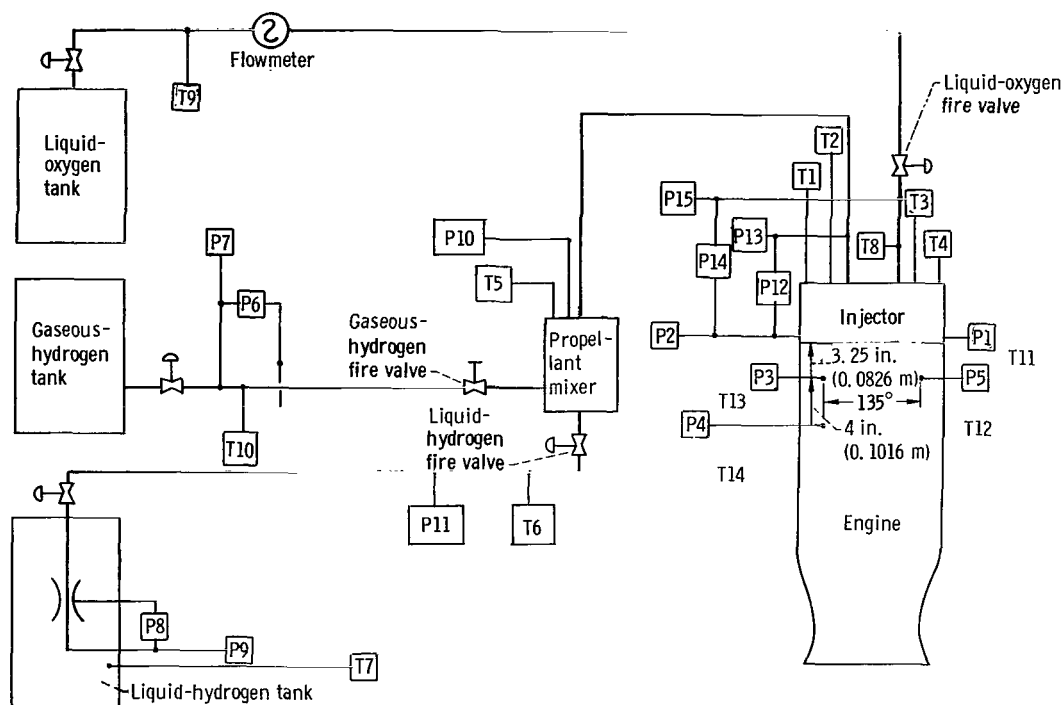 Flowmeter
T9
Liquid-
oxygen
tank
Liquid-oxygen
fire valve
T2
T1
P15
T3
P7
P10
P13
T8
T4
P14
P6
T5
P12
Gaseous-
hydrogen
tank
Gaseous-
hydrogen
fire valve
Propel-
lant
mixer
P2
Injector
P1
T11
3.25 in.
(0.0826 m)
P3
P5
135°
T13
T12
P4
4 in.
(0.1016 m)
T10
Liquid-
hydrogen
fire valve
T14
P11
T6
Engine
P8
P9
T7
Liquid-hydrogen tank